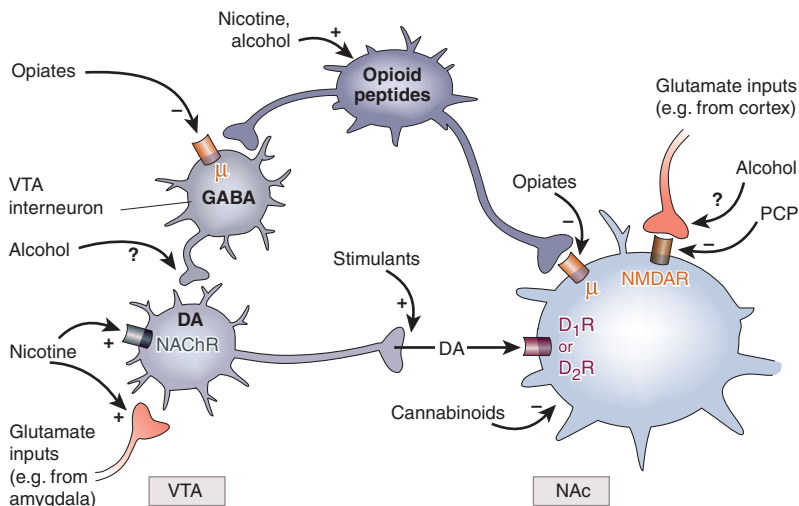 Nicotine,
alcohol
+
Opioid
peptides
Opiates
–
μ
GABA
VTA
interneuron
Alcohol
?
DA
NAChR
Nicotine
+
+
Glutamate
inputs
(e.g. from
amygdala)
VTA
Stimulants
+
DA
Cannabinoids
–
Opiates
–
μ
Glutamate inputs
(e.g. from cortex)
Alcohol
?
PCP
–
NMDAR
D₁R
or
D₂R
NAc